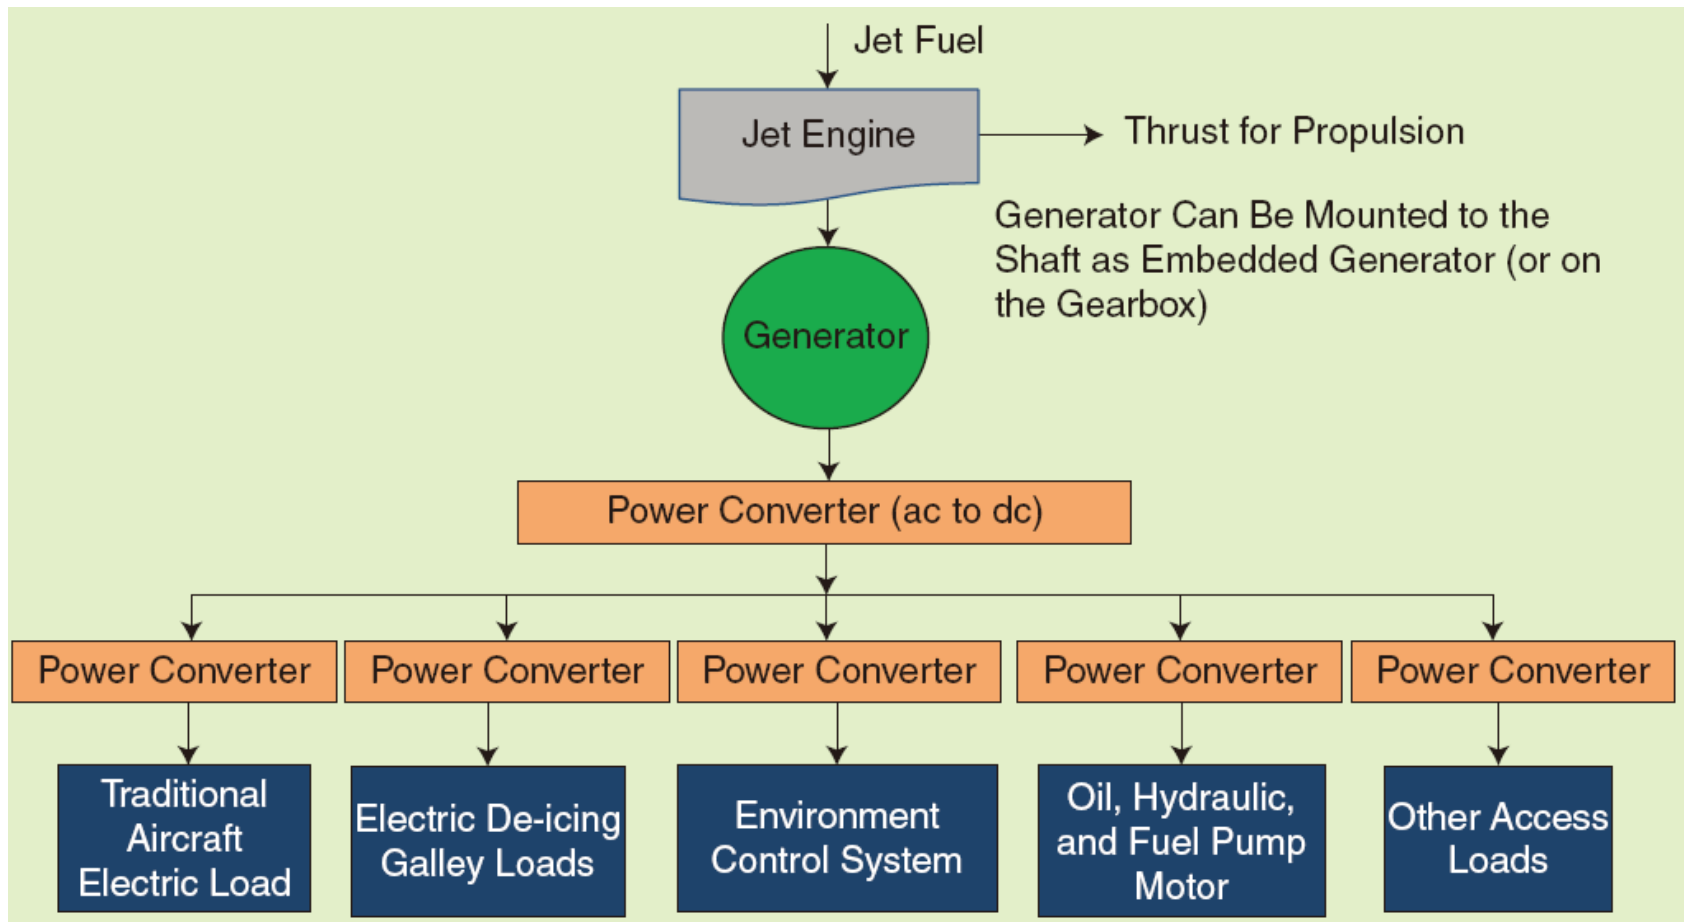 Jet Fuel
Jet Engine
Thrust for Propulsion
Generator Can Be Mounted to the
Shaft as Embedded Generator (or on
the Gearbox)
Generator
Power Converter (ac to dc)
Power Converter
Power Converter
Power Converter
Power Converter
Power Converter
Traditional
Aircraft
Electric Load
Electric De-icing
Galley Loads
Environment
Control System
Oil, Hydraulic,
and Fuel Pump
Motor
Other Access
Loads